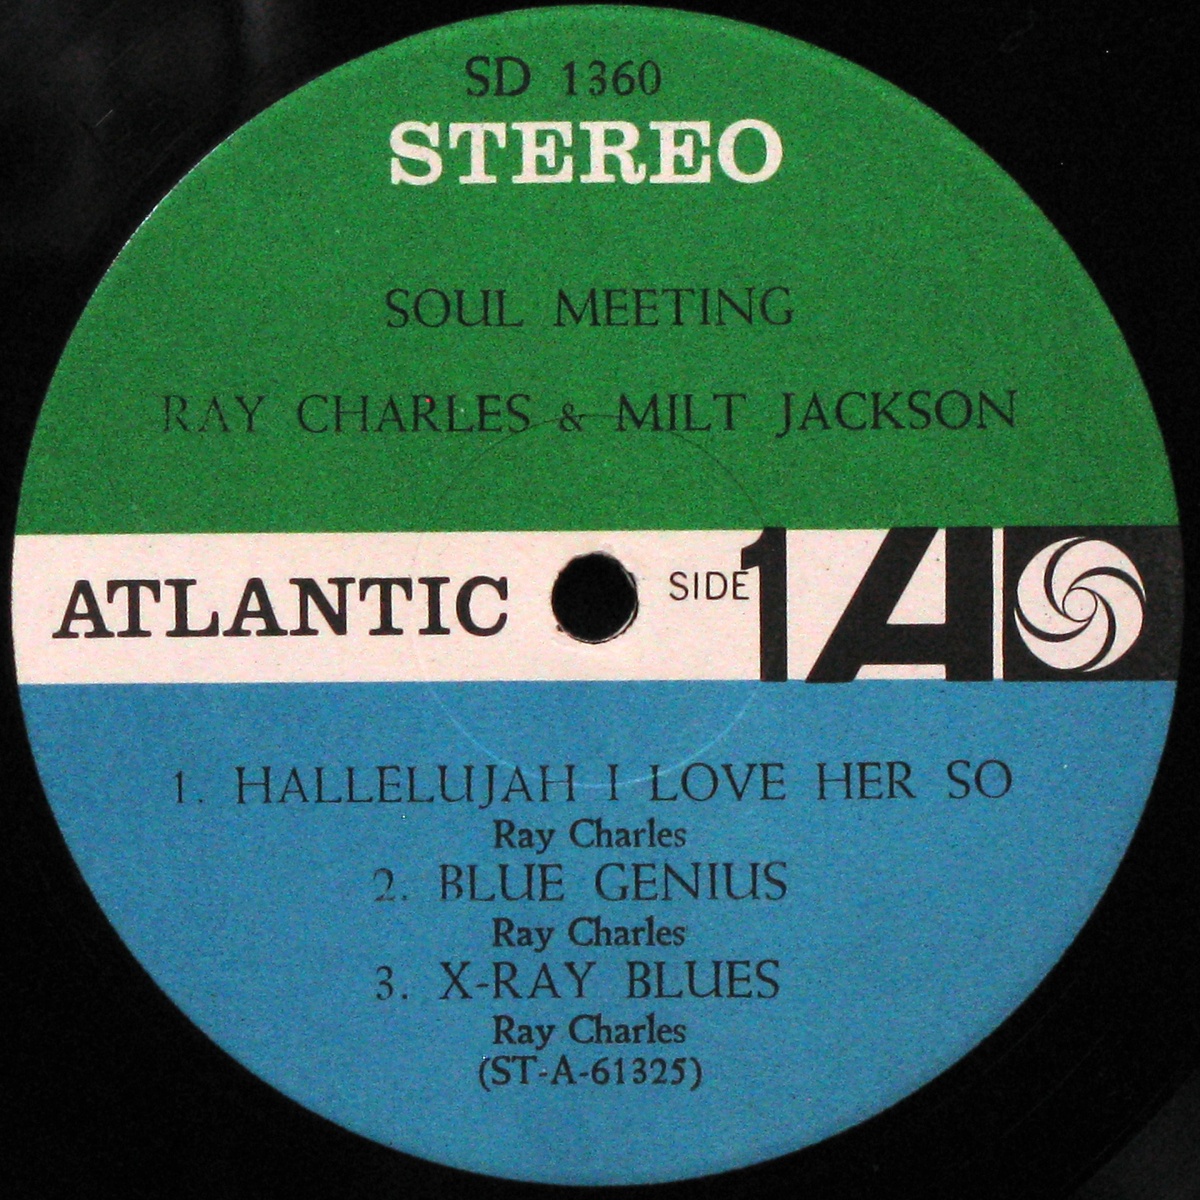 SD 1360
STEREO
SOUL MEETING
RAY CHARLES & MILT JACKSON
ATLANTIC SIDE 1 A
1. HALLELUJAH I LOVE HER SO
Ray Charles
2. BLUE GENIUS
Ray Charles
3. X-RAY BLUES
Ray Charles
(ST-A-61325)